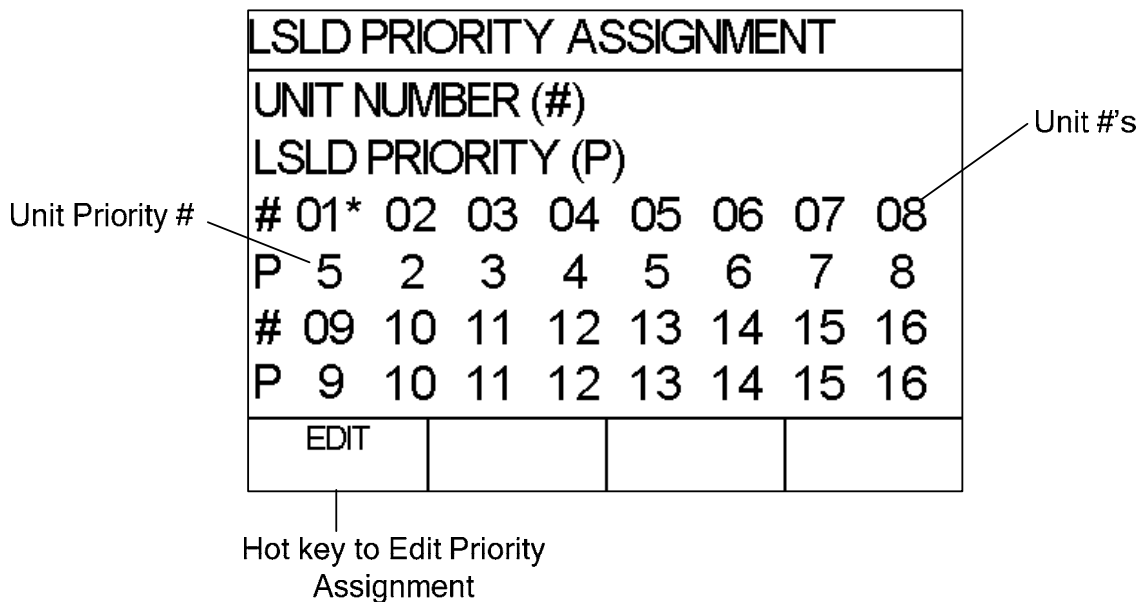 LSLD PRIORITY ASSIGNMENT
UNIT NUMBER (#)
LSLD PRIORITY (P)
Unit #'s
Unit Priority #
# 01* 02 03 04 05 06 07 08
P 5 2 3 4 5 6 7 8
# 09 10 11 12 13 14 15 16
P 9 10 11 12 13 14 15 16
EDIT
Hot key to Edit Priority
Assignment